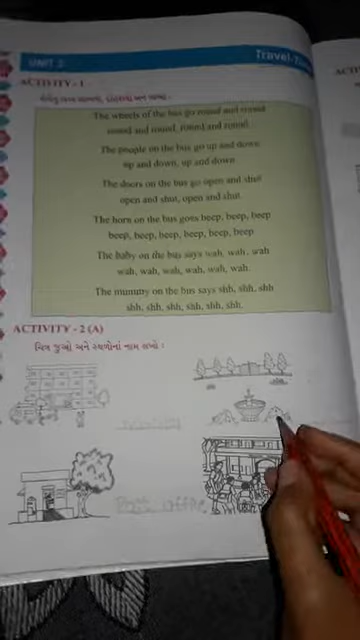 UNIT 2
Travel-
ACTIVITY - 1
The wheels of the bus go round and round
round and round, round and round.
The people on the bus go up and down
up and down, up and down
The doors on the bus go open and shut
open and shut, open and shut.
The horn on the bus goes beep, beep, beep
beep, beep, beep, beep, beep, beep
The baby on the bus says wah, wah, wah
wah, wah, wah, wah, wah, wah.
The mummy on the bus says shh, shh, shh
shh, shh, shh, shh, shh, shh.
ACTIVITY - 2 (A)
ચિત્ર જુઓ અને સ્થળોનાં નામ લખો :
Post office